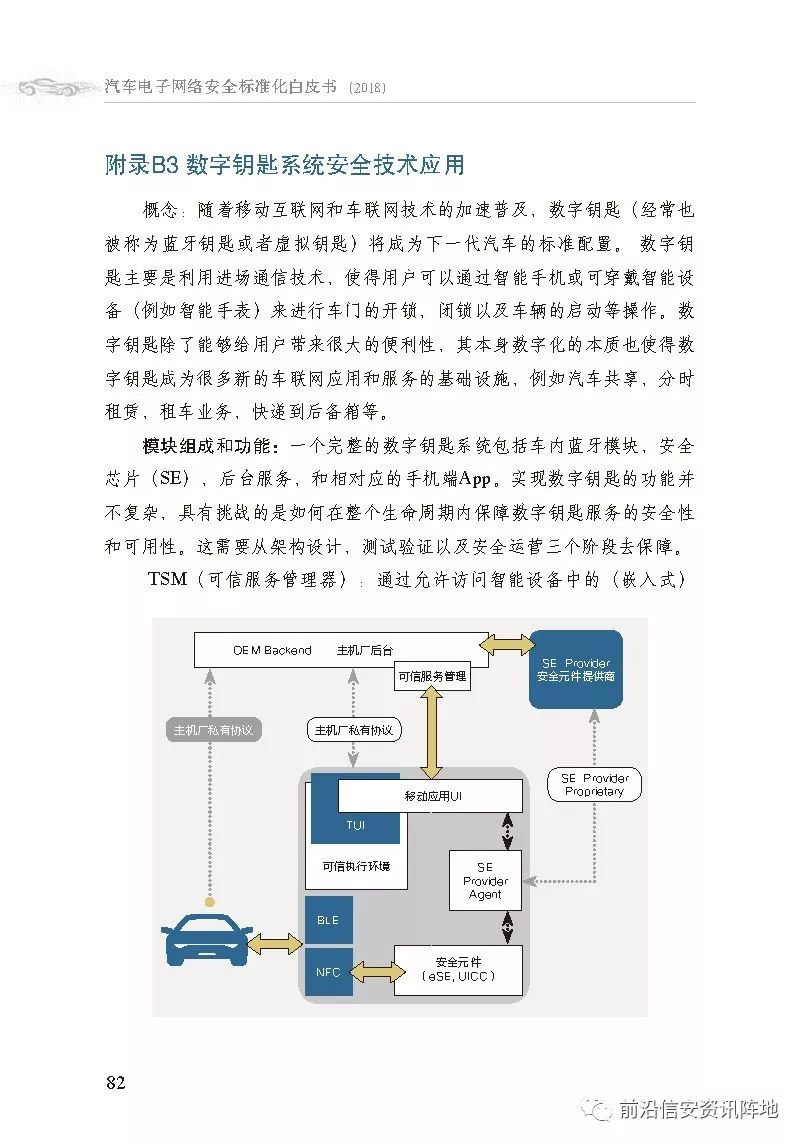 汽车电子网络安全标准化白皮书 (2018)
附录B3 数字钥匙系统安全技术应用
概念：随着移动互联网和车联网技术的加速普及，数字钥匙（经常也
被称为蓝牙钥匙或者虚拟钥匙）将成为下一代汽车的标准配置。 数字钥
匙主要是利用进场通信技术，使得用户可以通过智能手机或可穿戴智能设
备（例如智能手表）来进行车门的开锁，闭锁以及车辆的启动等操作。数
字钥匙除了能够给用户带来很大的便利性，其本身数字化的本质也使得数
字钥匙成为很多新的车联网应用和服务的基础设施，例如汽车共享，分时
租赁，租车业务，快递到后备箱等。
模块组成和功能：一个完整的数字钥匙系统包括车内蓝牙模块，安全
芯片（SE），后台服务，和相对应的手机端App。实现数字钥匙的功能并
不复杂，具有挑战的是如何在整个生命周期内保障数字钥匙服务的安全性
和可用性。这需要从架构设计，测试验证以及安全运营三个阶段去保障。
TSM（可信服务管理器）：通过允许访问智能设备中的（嵌入式）
OEM Backend 主机厂后台
可信服务管理
SE Provider
安全元件提供商
主机厂私有协议
主机厂私有协议
SE Provider
Proprietary
移动应用UI
TUI
可信执行环境
SE
Provider
Agent
BLE
NFC
安全元件
（eSE, UICC）
82
前沿信安资讯阵地